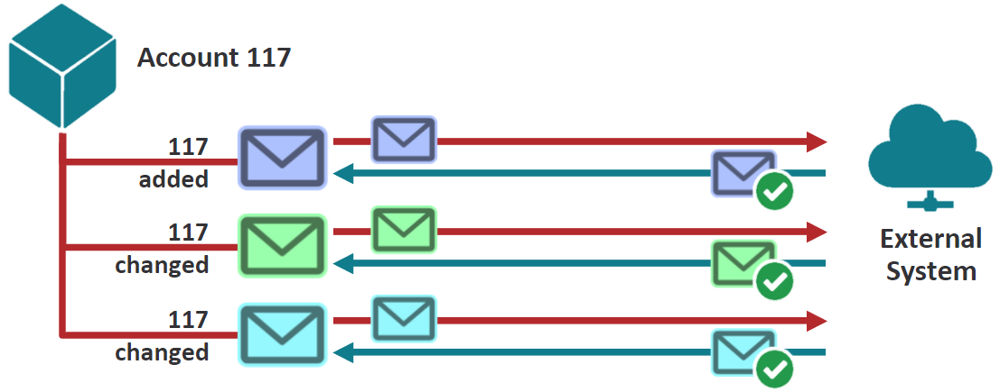 Account 117
117
added
117
changed
117
changed
External
System